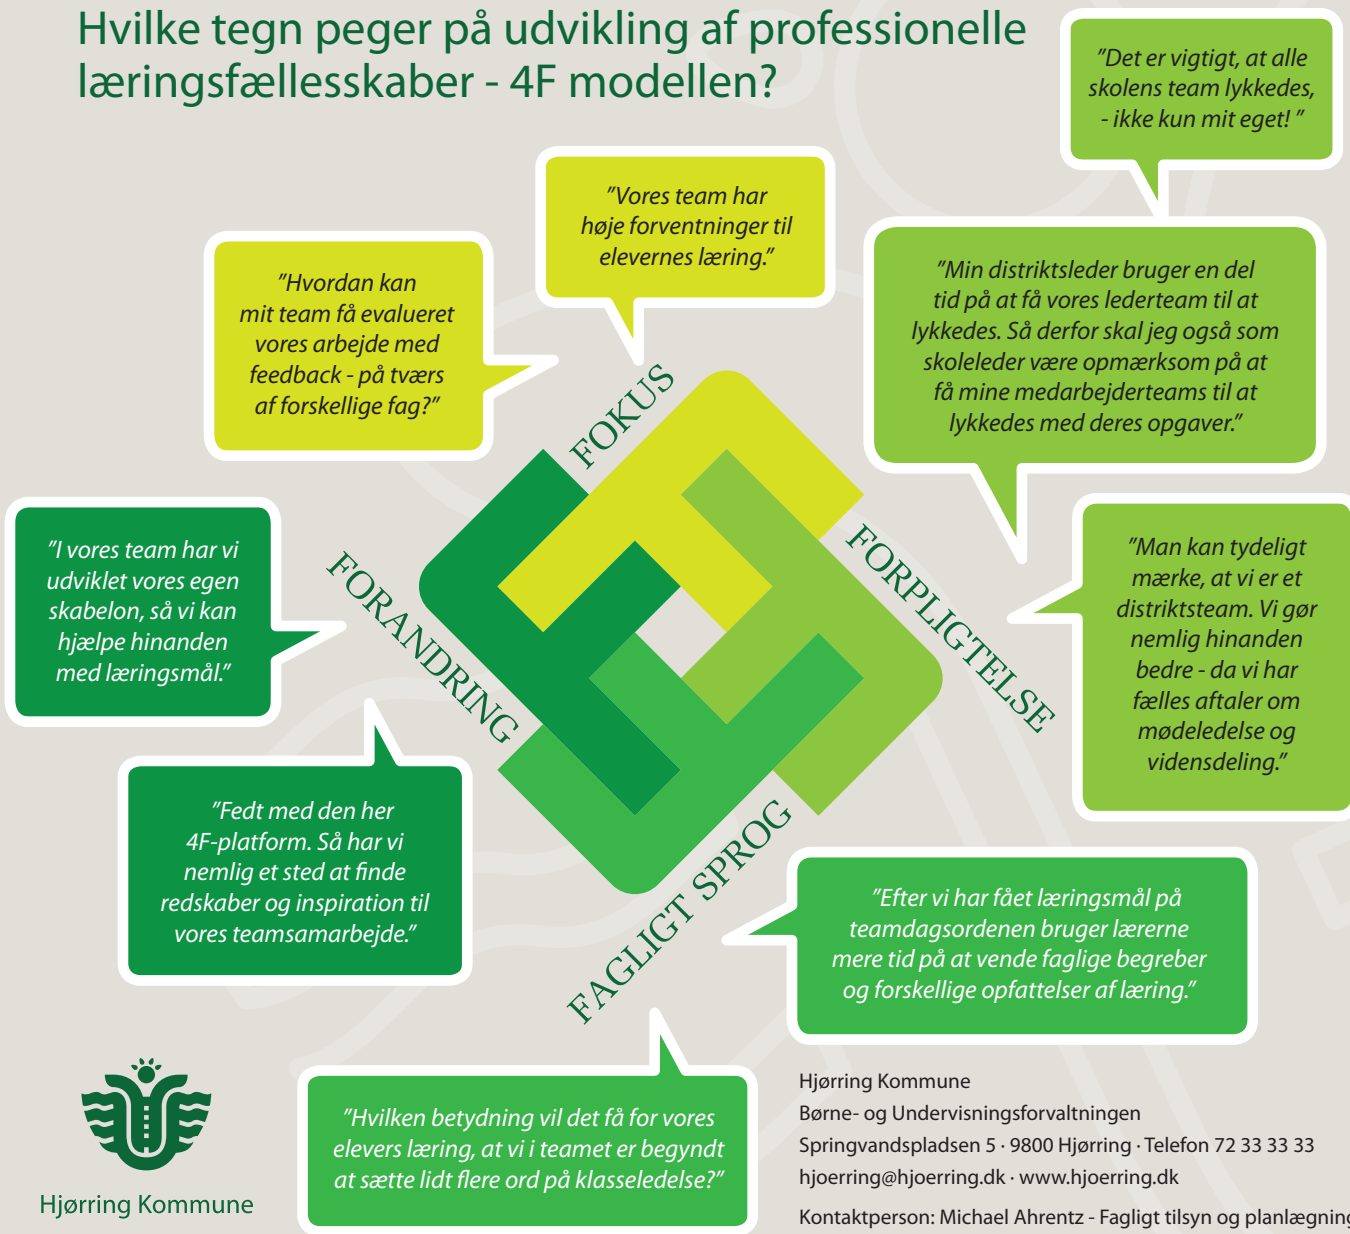 Hvilke tegn peger på udvikling af professionelle
læringsfællesskaber - 4F modellen?
"Det er vigtigt, at alle
skolens team lykkedes,
- ikke kun mit eget! "
"Vores team har
høje forventninger til
elevernes læring."
"Hvordan kan
mit team få evalueret
vores arbejde med
feedback - på tværs
af forskellige fag?"
"Min distriktsleder bruger en del
tid på at få vores lederteam til at
lykkedes. Så derfor skal jeg også som
skoleleder være opmærksom på at
få mine medarbejderteams til at
lykkedes med deres opgaver."
FOKUS
FORPLIGTELSE
FORANDRING
FAGLIGT SPROG
"I vores team har vi
udviklet vores egen
skabelon, så vi kan
hjælpe hinanden
med læringsmål."
"Man kan tydeligt
mærke, at vi er et
distriktsteam. Vi gør
nemlig hinanden
bedre - da vi har
fælles aftaler om
mødeledelse og
vidensdeling."
"Fedt med den her
4F-platform. Så har vi
nemlig et sted at finde
redskaber og inspiration til
vores teamsamarbejde."
"Efter vi har fået læringsmål på
teamdagsordenen bruger lærerne
mere tid på at vende faglige begreber
og forskellige opfattelser af læring."
"Hvilken betydning vil det få for vores
elevers læring, at vi i teamet er begyndt
at sætte lidt flere ord på klasseledelse?"
Hjørring Kommune
Hjørring Kommune
Børne- og Undervisningsforvaltningen
Springvandspladsen 5 · 9800 Hjørring · Telefon 72 33 33 33
hjoerring@hjoerring.dk · www.hjoerring.dk
Kontaktperson: Michael Ahrentz - Fagligt tilsyn og planlægning